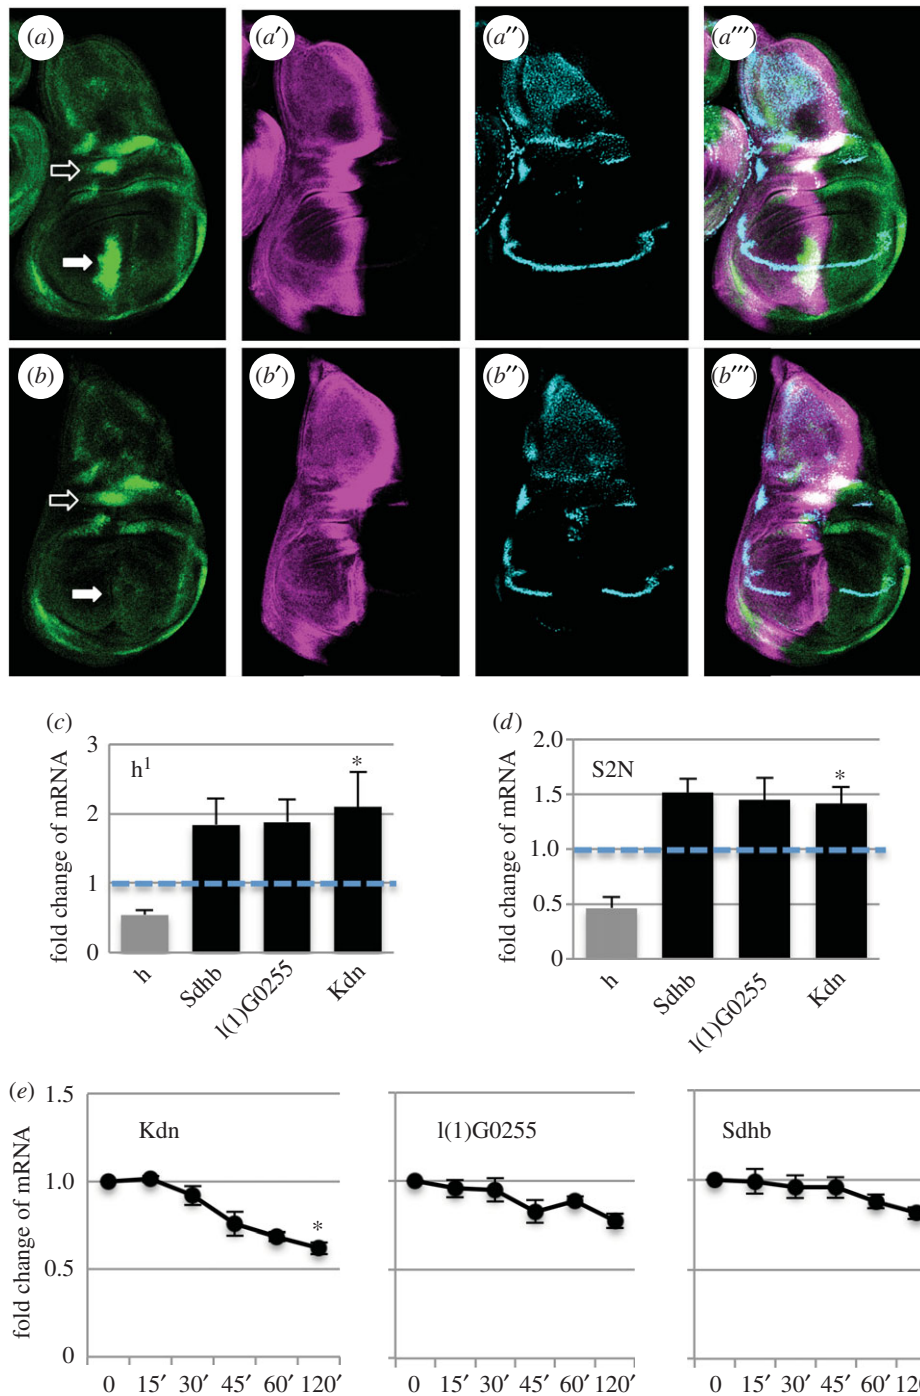 (a) (a′) (a″) (a‴)
(b) (b′) (b″) (b‴)
(c)
fold change of mRNA
3
2
1
0
h¹
*
h Sdhb l(1)G0255 Kdn
(d)
fold change of mRNA
2.0
1.5
1.0
0.5
0
S2N
*
h Sdhb l(1)G0255 Kdn
(e)
fold change of mRNA
1.5
1.0
0.5
0
Kdn
*
0 15′ 30′ 45′ 60′ 120′
l(1)G0255
0 15′ 30′ 45′ 60′ 120′
Sdhb
0 15′ 30′ 45′ 60′ 120′